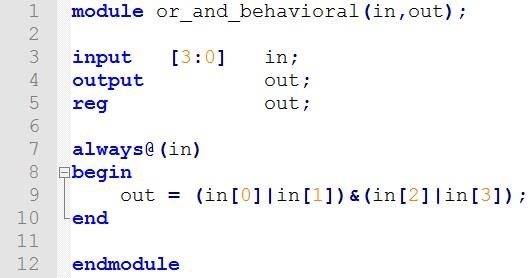 1 module or_and_behavioral(in,out);
2
3 input [3:0] in;
4 output out;
5 reg out;
6
7 always@(in)
8 begin
9 out = (in[0]|in[1])&(in[2]|in[3]);
10 end
11
12 endmodule